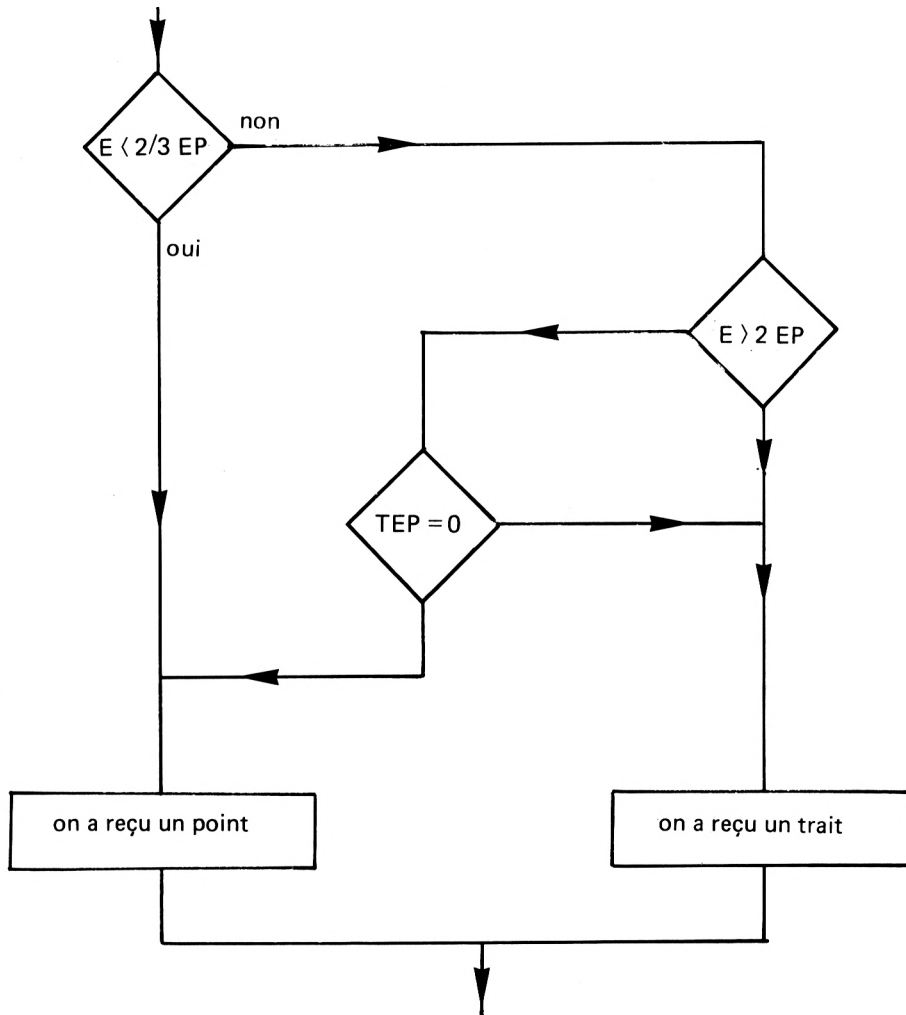 E < 2/3 EP
non
oui
E > 2 EP
TEP = 0
on a reçu un point
on a reçu un trait